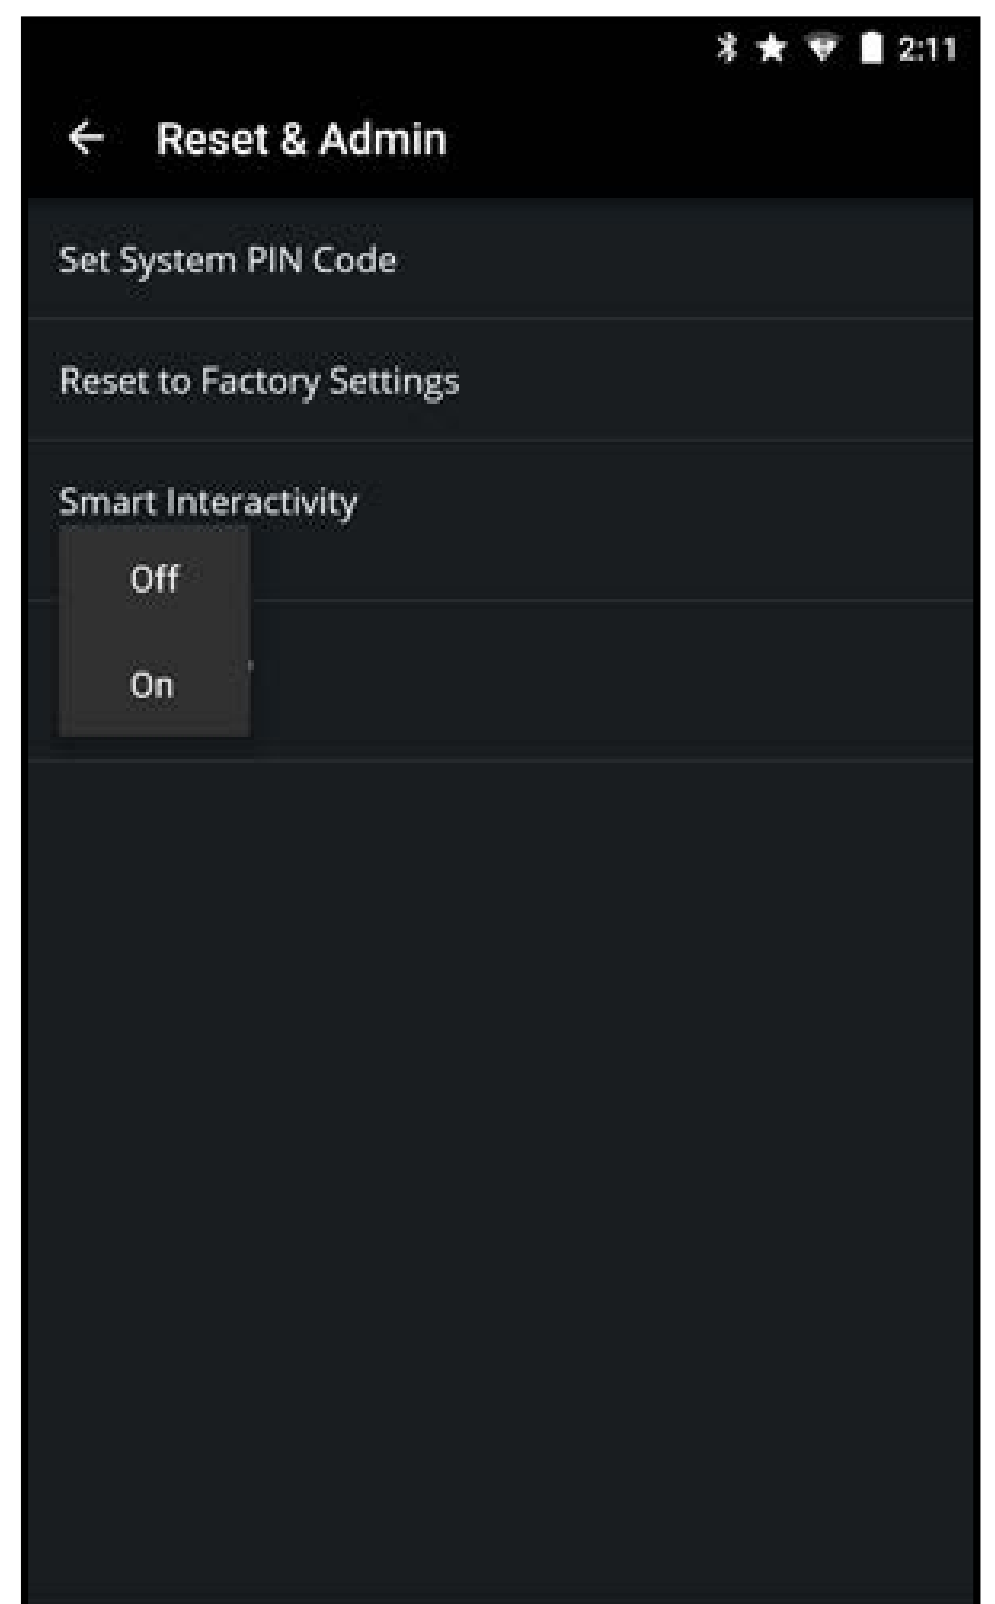 2:11
Reset & Admin
Set System PIN Code
Reset to Factory Settings
Smart Interactivity
Off
On